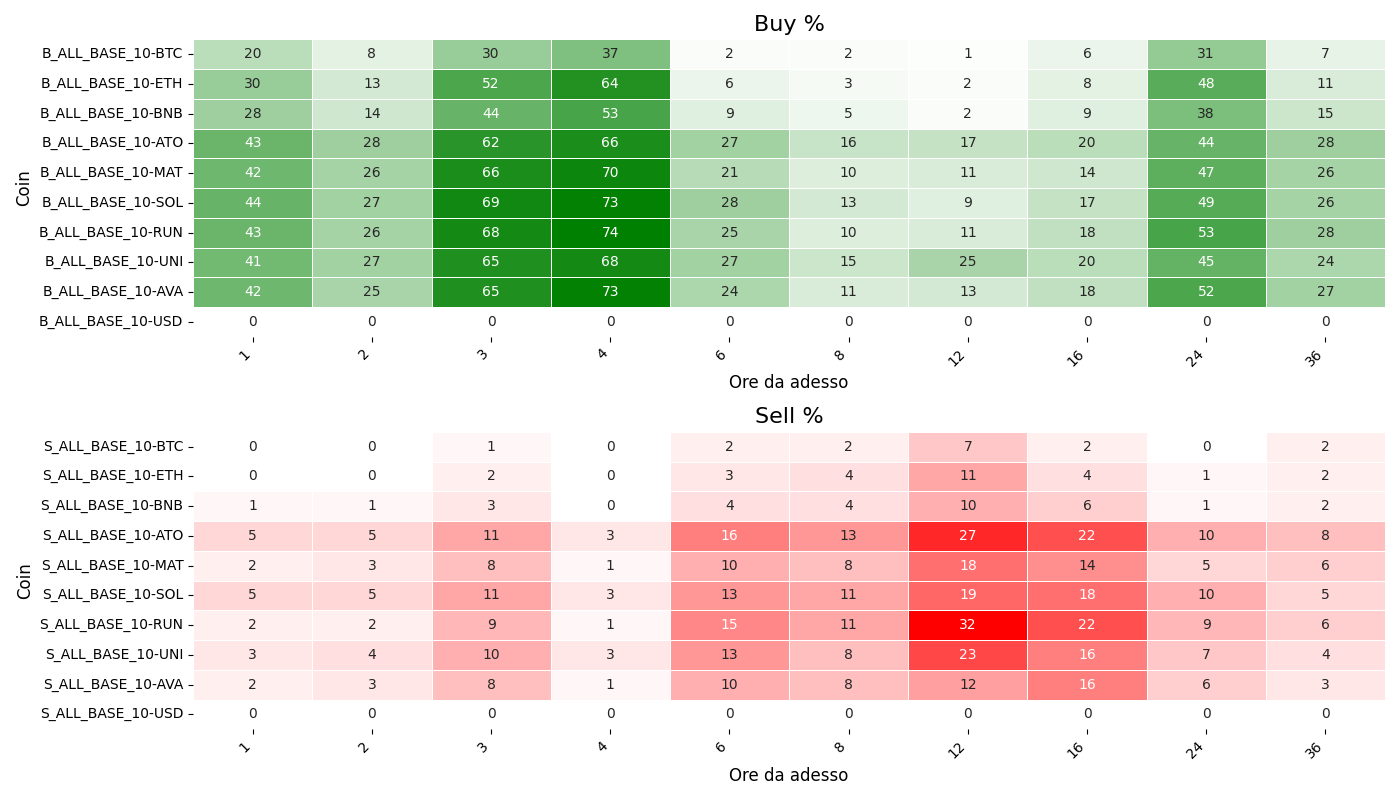 Buy %
Coin
B_ALL_BASE_10-BTC 20 8 30 37 2 2 1 6 31 7
B_ALL_BASE_10-ETH 30 13 52 64 6 3 2 8 48 11
B_ALL_BASE_10-BNB 28 14 44 53 9 5 2 9 38 15
B_ALL_BASE_10-ATO 43 28 62 66 27 16 17 20 44 28
B_ALL_BASE_10-MAT 42 26 66 70 21 10 11 14 47 26
B_ALL_BASE_10-SOL 44 27 69 73 28 13 9 17 49 26
B_ALL_BASE_10-RUN 43 26 68 74 25 10 11 18 53 28
B_ALL_BASE_10-UNI 41 27 65 68 27 15 25 20 45 24
B_ALL_BASE_10-AVA 42 25 65 73 24 11 13 18 52 27
B_ALL_BASE_10-USD 0 0 0 0 0 0 0 0 0 0
1 2 3 4 6 8 12 16 24 36
Ore da adesso
Sell %
Coin
S_ALL_BASE_10-BTC 0 0 1 0 2 2 7 2 0 2
S_ALL_BASE_10-ETH 0 0 2 0 3 4 11 4 1 2
S_ALL_BASE_10-BNB 1 1 3 0 4 4 10 6 1 2
S_ALL_BASE_10-ATO 5 5 11 3 16 13 27 22 10 8
S_ALL_BASE_10-MAT 2 3 8 1 10 8 18 14 5 6
S_ALL_BASE_10-SOL 5 5 11 3 13 11 19 18 10 5
S_ALL_BASE_10-RUN 2 2 9 1 15 11 32 22 9 6
S_ALL_BASE_10-UNI 3 4 10 3 13 8 23 16 7 4
S_ALL_BASE_10-AVA 2 3 8 1 10 8 12 16 6 3
S_ALL_BASE_10-USD 0 0 0 0 0 0 0 0 0 0
1 2 3 4 6 8 12 16 24 36
Ore da adesso